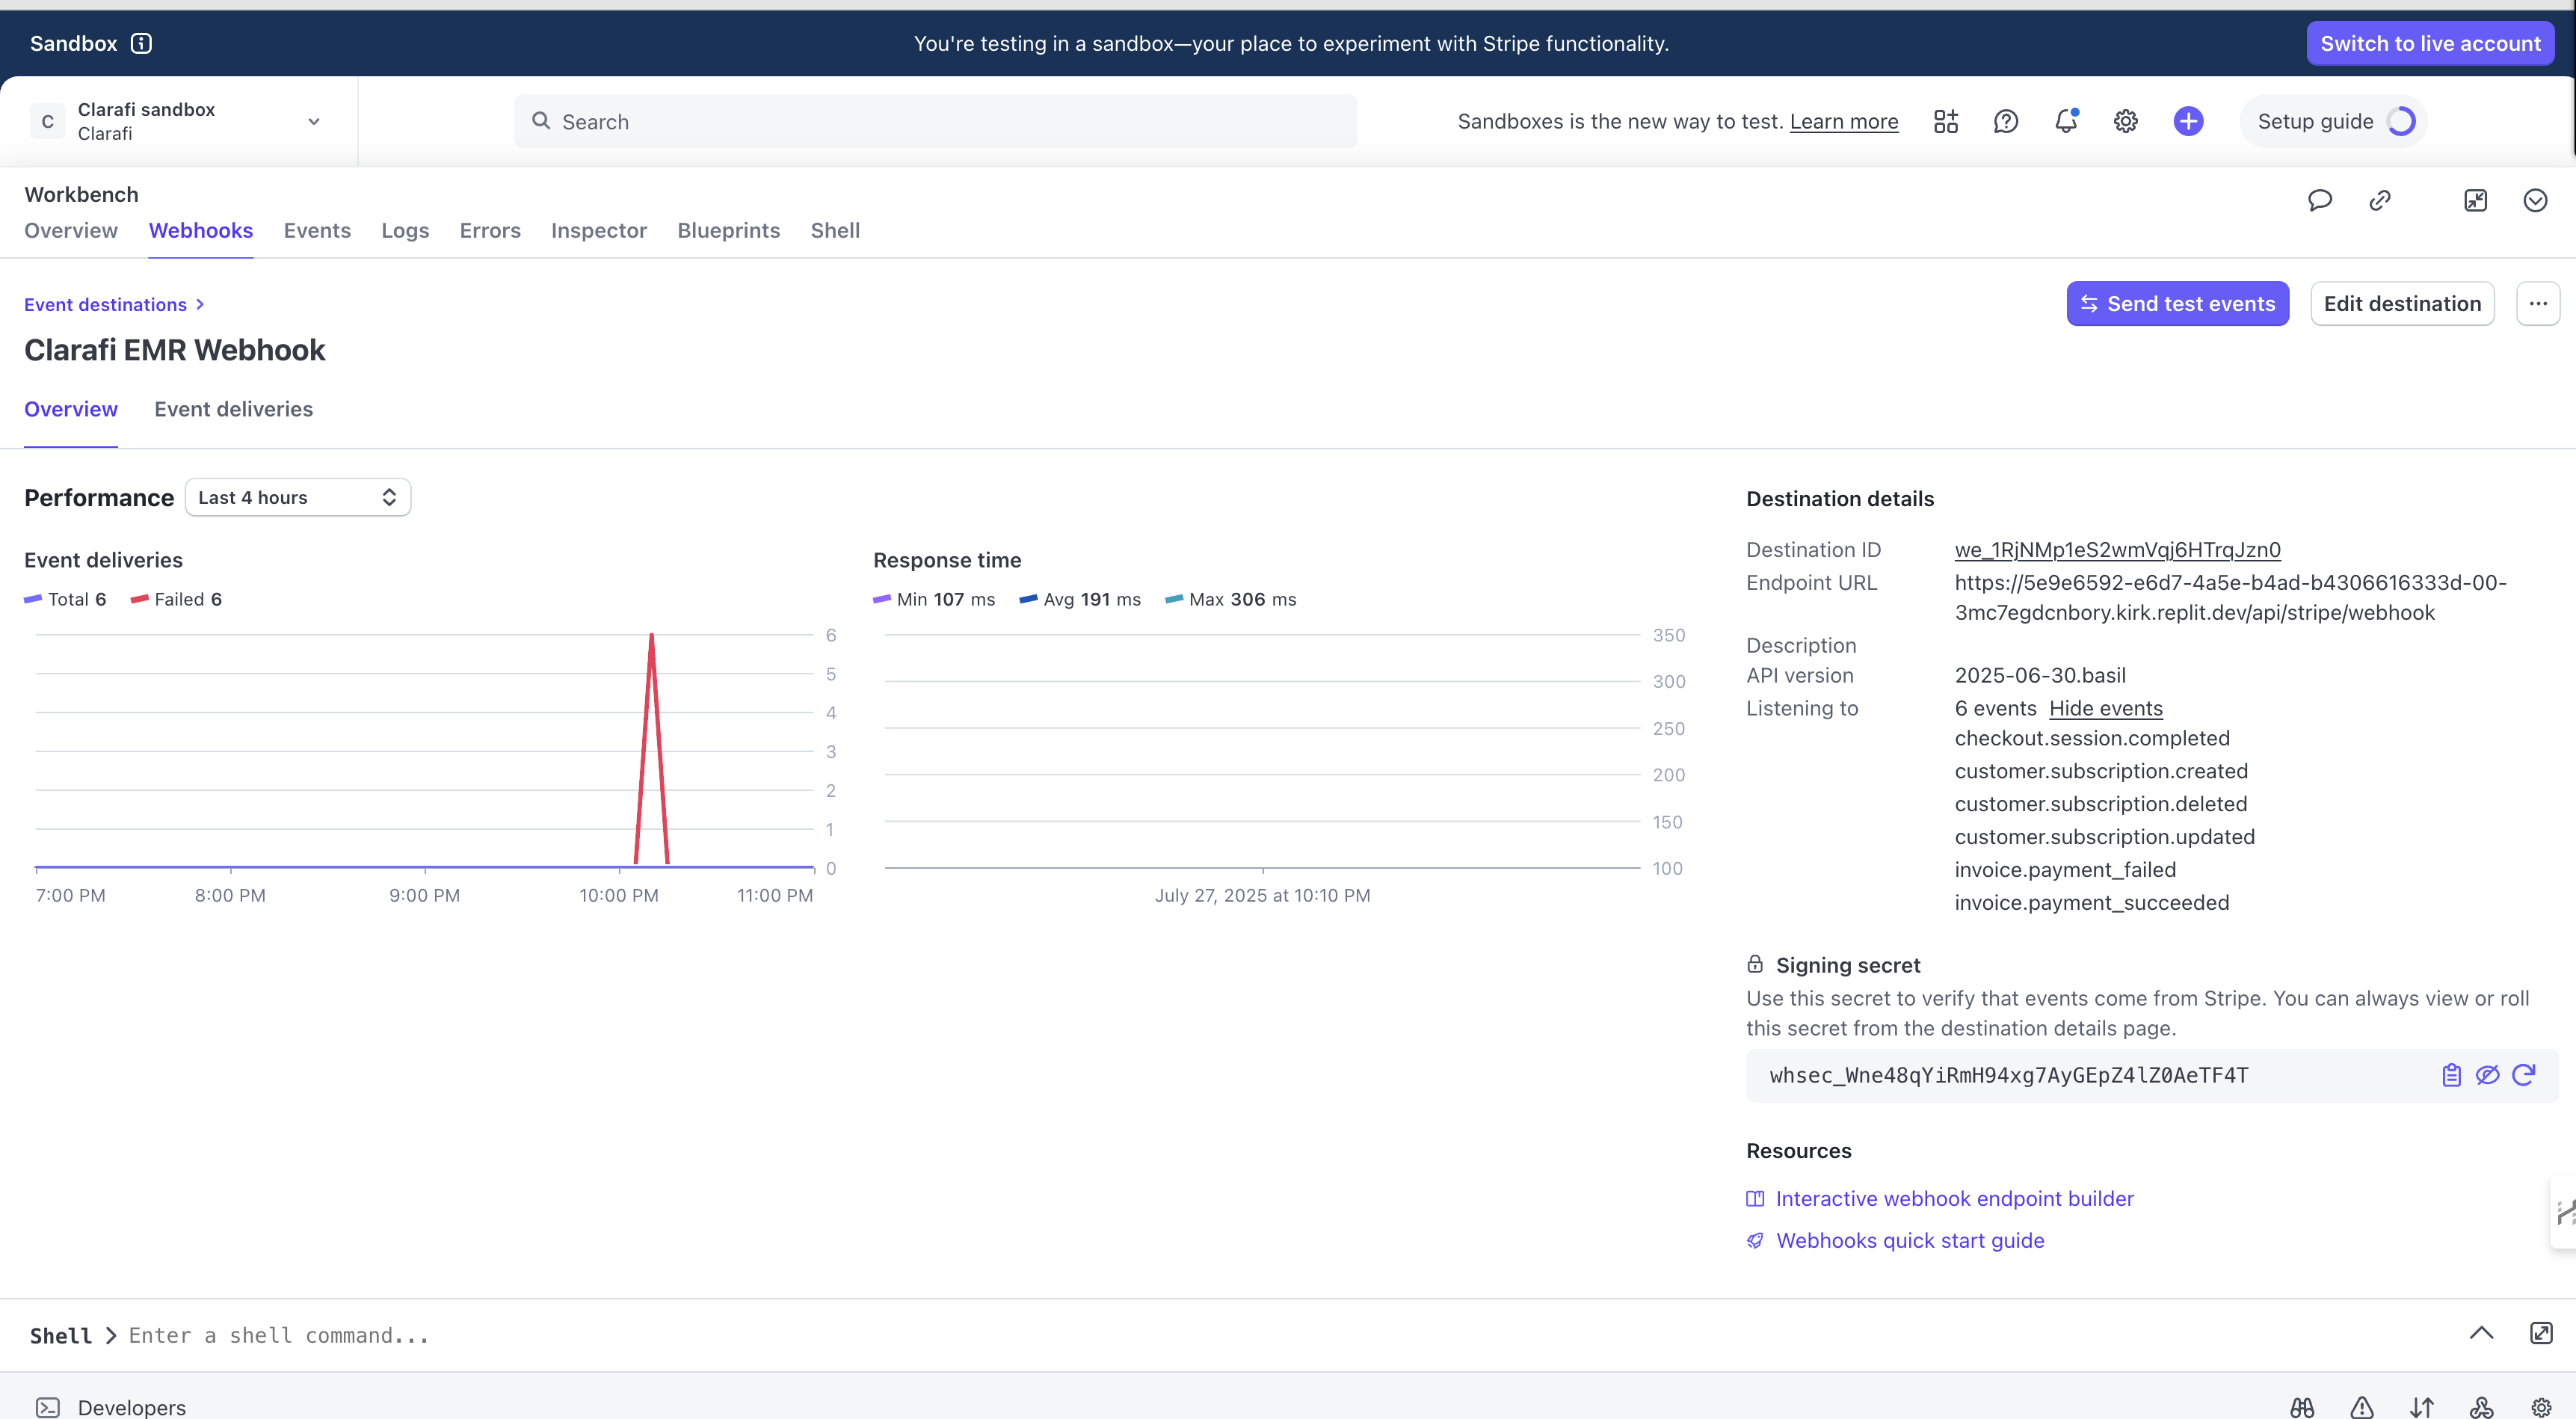 Sandbox
You're testing in a sandbox—your place to experiment with Stripe functionality.
Switch to live account
C
Clarafi sandbox
Clarafi
Search
Sandboxes is the new way to test. Learn more
Setup guide
Workbench
Overview Webhooks Events Logs Errors Inspector Blueprints Shell
Event destinations
Send test events
Edit destination
Clarafi EMR Webhook
Overview Event deliveries
Performance
Last 4 hours
Event deliveries
Total 6 Failed 6
6
5
4
3
2
1
0
7:00 PM 8:00 PM 9:00 PM 10:00 PM 11:00 PM
Response time
Min 107 ms Avg 191 ms Max 306 ms
350
300
250
200
150
100
July 27, 2025 at 10:10 PM
Destination details
Destination ID we_1RjNMp1eS2wmVqj6HTrqJzn0
Endpoint URL https://5e9e6592-e6d7-4a5e-b4ad-b4306616333d-00-
3mc7egdcnbory.kirk.replit.dev/api/stripe/webhook
Description
API version 2025-06-30.basil
Listening to 6 events Hide events
checkout.session.completed
customer.subscription.created
customer.subscription.deleted
customer.subscription.updated
invoice.payment_failed
invoice.payment_succeeded
Signing secret
Use this secret to verify that events come from Stripe. You can always view or roll
this secret from the destination details page.
whsec_Wne48qYiRmH94xg7AyGEpZ4lZ0AeTF4T
Resources
Interactive webhook endpoint builder
Webhooks quick start guide
Shell Enter a shell command...
Developers